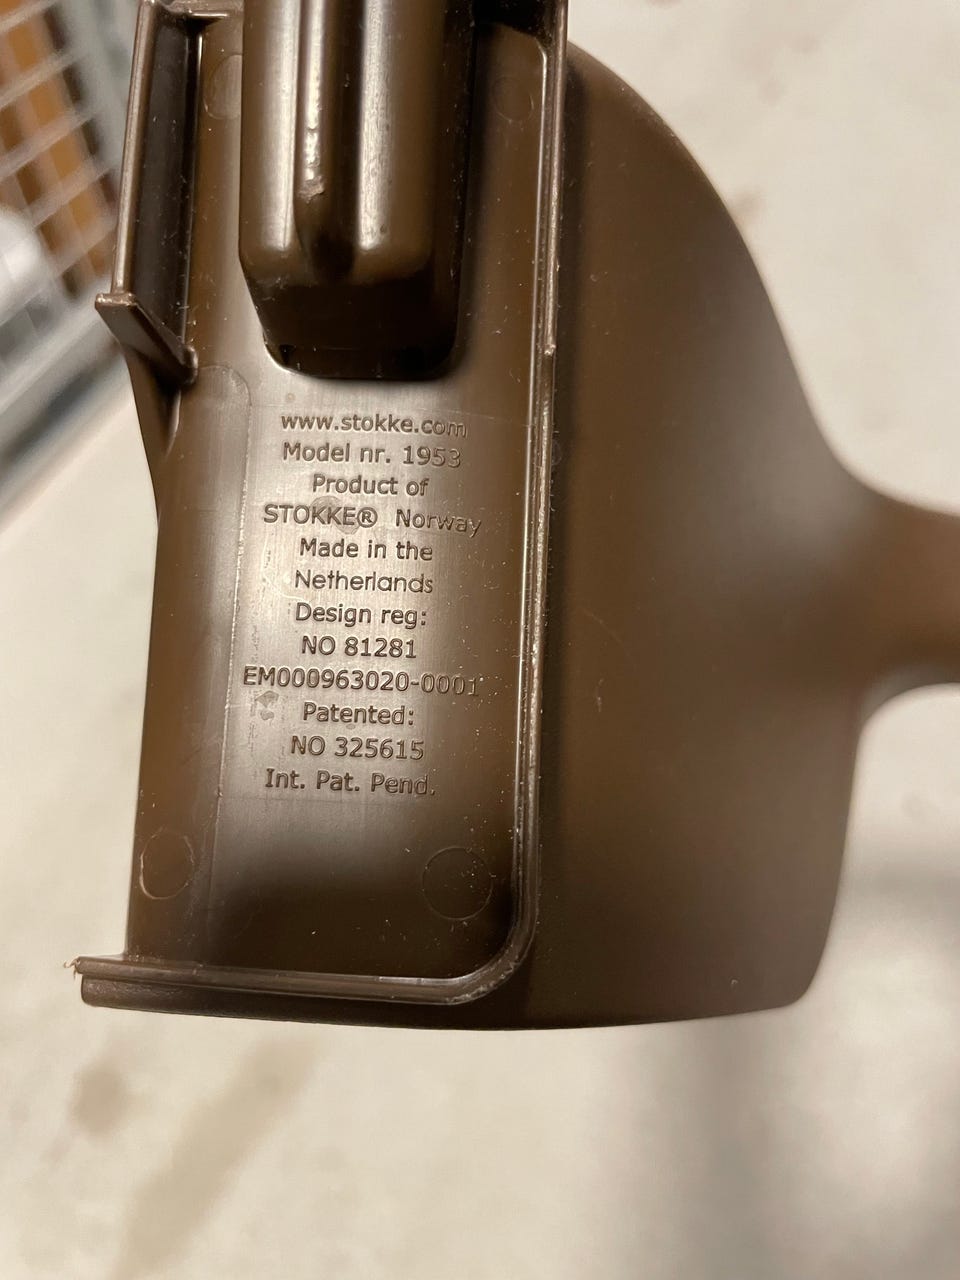 www.stokke.com
Model nr. 1953
Product of
STOKKE® Norway
Made in the
Netherlands
Design reg:
NO 81281
EM000963020-0001
Patented:
NO 325615
Int. Pat. Pend.